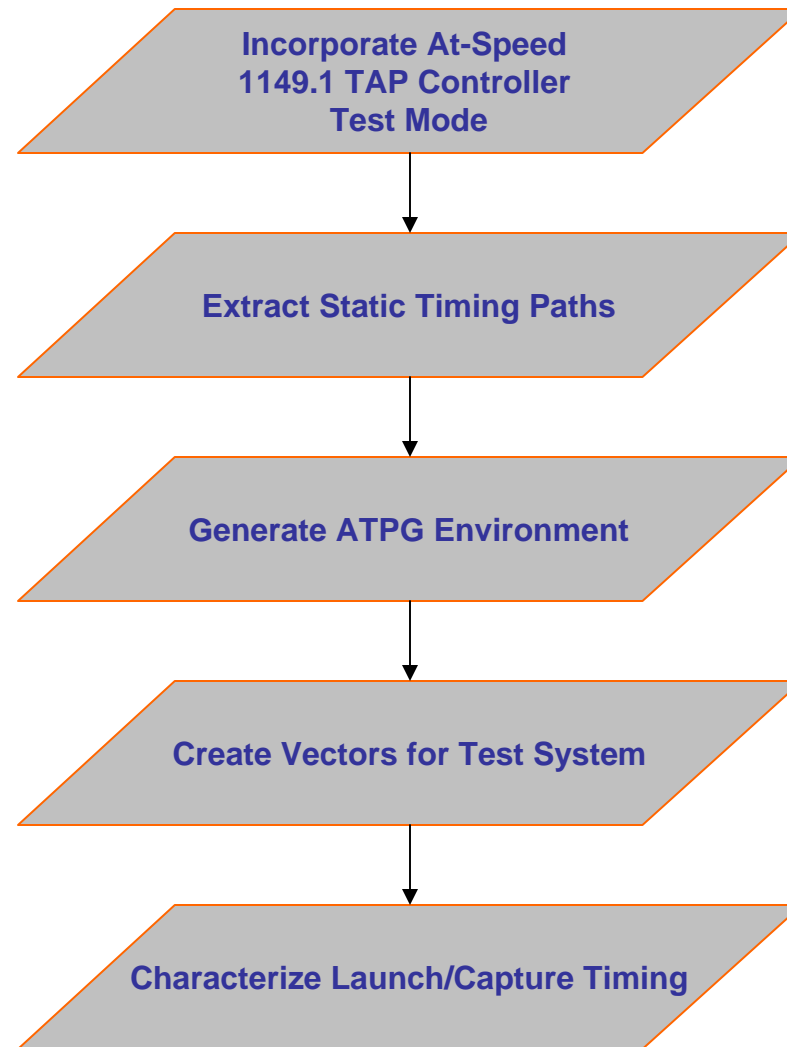 Incorporate At-Speed
1149.1 TAP Controller
Test Mode
Extract Static Timing Paths
Generate ATPG Environment
Create Vectors for Test System
Characterize Launch/Capture Timing